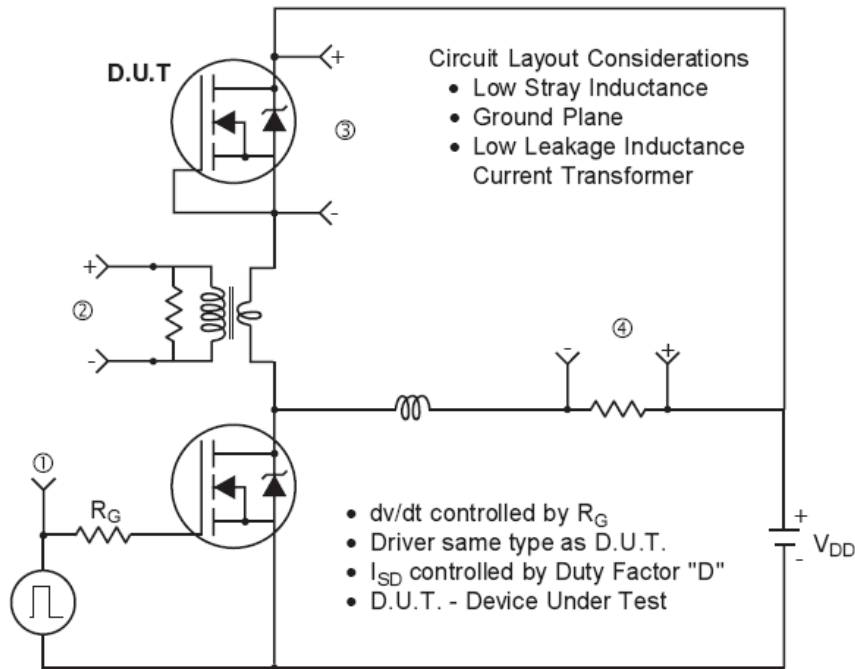 D.U.T
+
Circuit Layout Considerations
• Low Stray Inductance
• Ground Plane
• Low Leakage Inductance
Current Transformer
③
-
+
②
-
④
-
+
①
R_G
• dv/dt controlled by R_G
• Driver same type as D.U.T.
• I_SD controlled by Duty Factor "D"
• D.U.T. - Device Under Test
+
V_DD
-